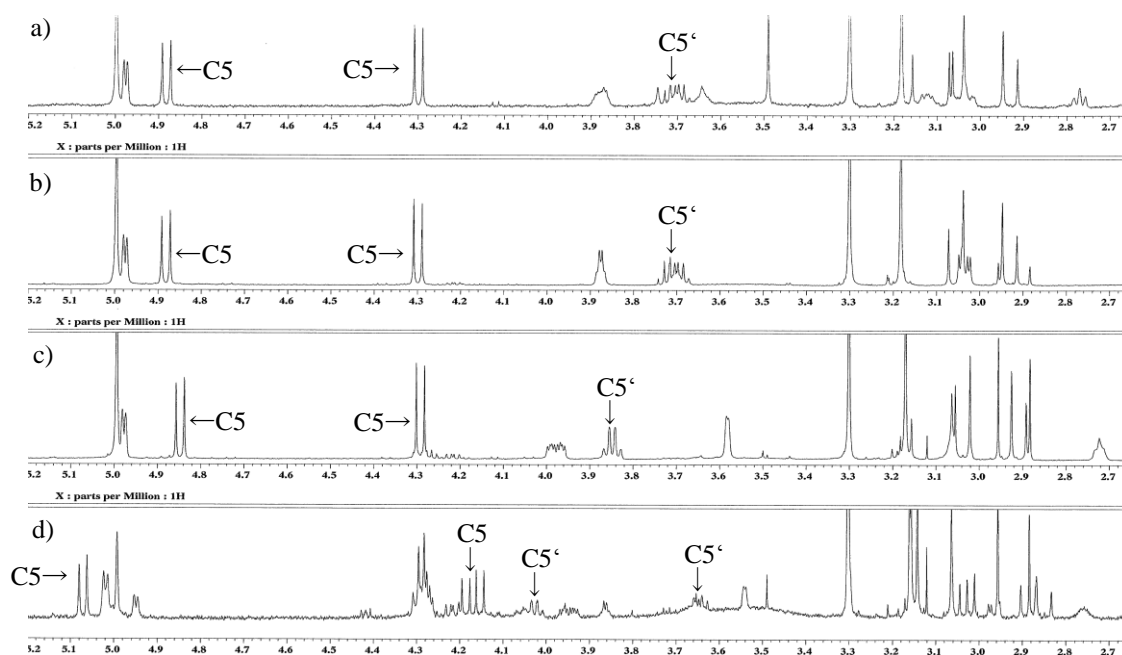 a)
C5‘
←C5 C5→
5.2 5.1 5.0 4.9 4.8 4.7 4.6 4.5 4.4 4.3 4.2 4.1 4.0 3.9 3.8 3.7 3.6 3.5 3.4 3.3 3.2 3.1 3.0 2.9 2.8 2.7
X : parts per Million : 1H
b)
C5‘
←C5 C5→
5.2 5.1 5.0 4.9 4.8 4.7 4.6 4.5 4.4 4.3 4.2 4.1 4.0 3.9 3.8 3.7 3.6 3.5 3.4 3.3 3.2 3.1 3.0 2.9 2.8 2.7
X : parts per Million : 1H
c)
C5‘
←C5 C5→
5.2 5.1 5.0 4.9 4.8 4.7 4.6 4.5 4.4 4.3 4.2 4.1 4.0 3.9 3.8 3.7 3.6 3.5 3.4 3.3 3.2 3.1 3.0 2.9 2.8 2.7
X : parts per Million : 1H
d)
C5 C5‘ C5‘
C5→
5.2 5.1 5.0 4.9 4.8 4.7 4.6 4.5 4.4 4.3 4.2 4.1 4.0 3.9 3.8 3.7 3.6 3.5 3.4 3.3 3.2 3.1 3.0 2.9 2.8 2.7
X : parts per Million : 1H